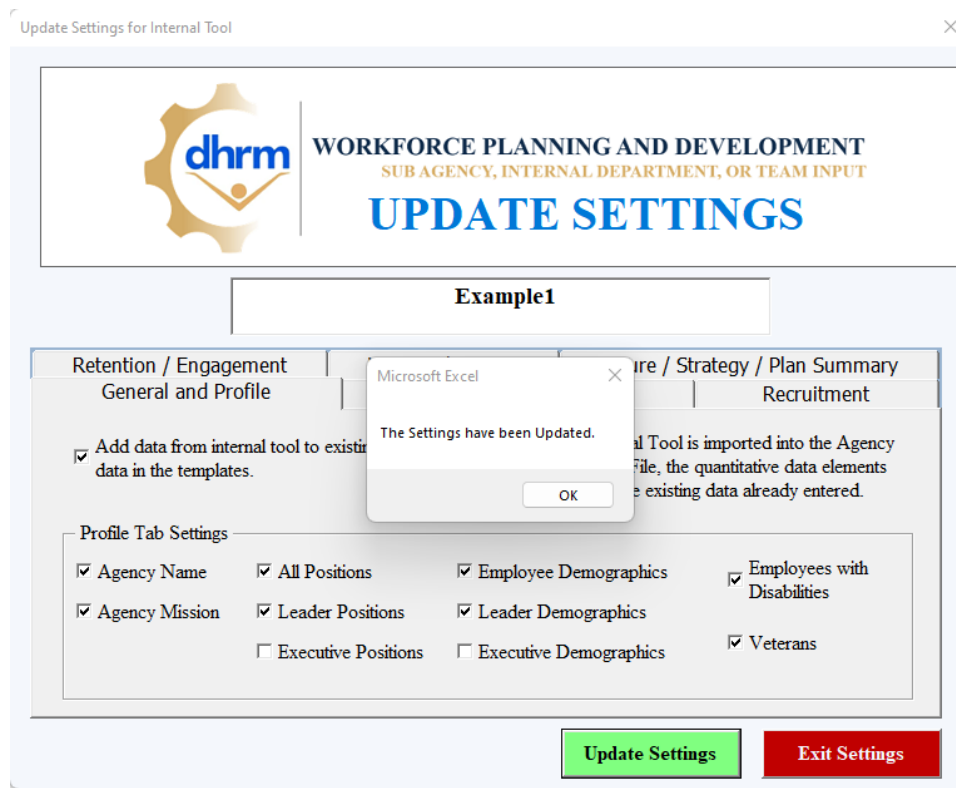 Update Settings for Internal Tool
dhrm
WORKFORCE PLANNING AND DEVELOPMENT
SUB AGENCY, INTERNAL DEPARTMENT, OR TEAM INPUT
UPDATE SETTINGS
Example1
Retention / Engagement
/ Strategy / Plan Summary
General and Profile
Recruitment
Microsoft Excel
The Settings have been Updated.
OK
Add data from internal tool to
data in the templates.
Tool is imported into the Agency
File, the quantitative data elements
existing data already entered.
Profile Tab Settings
Agency Name
All Positions
Employee Demographics
Employees with
Disabilities
Agency Mission
Leader Positions
Leader Demographics
Executive Positions
Executive Demographics
Veterans
Update Settings
Exit Settings